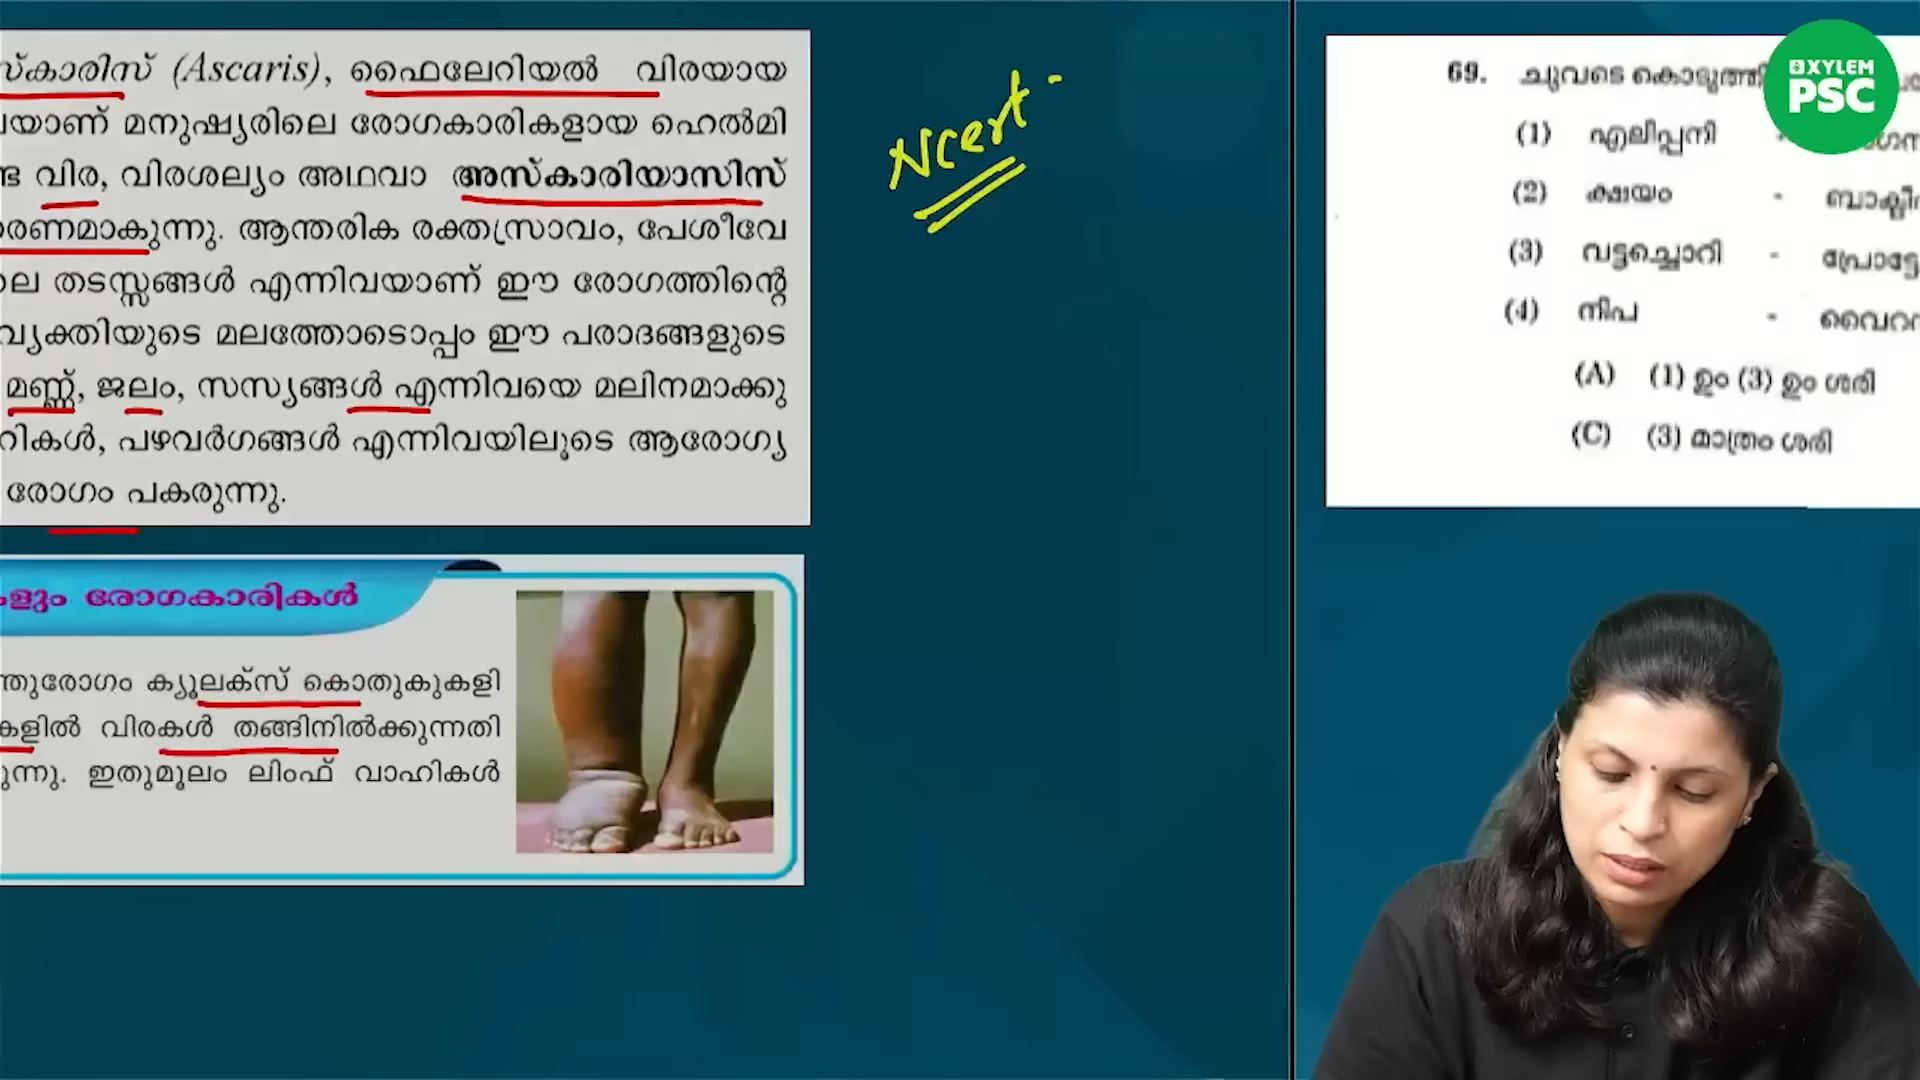 സ്കാരിസ് (Ascaris), ഫൈലേറിയൽ വിരയായ
യാണ് മനുഷ്യരിലെ രോഗകാരികളായ ഹെൽമി
വിര, വിരശല്യം അഥവാ അസ്കാരിയാസിസ്
രണമാകുന്നു. ആന്തരിക രക്തസ്രാവം, പേശീവേ
ലെ തടസ്സങ്ങൾ എന്നിവയാണ് ഈ രോഗത്തിന്റെ
വ്യക്തിയുടെ മലത്തോടൊപ്പം ഈ പരാദങ്ങളുടെ
മണ്ണ്, ജലം, സസ്യങ്ങൾ എന്നിവയെ മലിനമാക്കു
റികൾ, പഴവർഗങ്ങൾ എന്നിവയിലൂടെ ആരോഗ്യ
രോഗം പകരുന്നു.
Ncert
കളും രോഗകാരികൾ
ന്തുരോഗം ക്യൂലക്സ് കൊതുകുകളി
കളിൽ വിരകൾ തങ്ങിനിൽക്കുന്നതി
ുന്നു. ഇതുമൂലം ലിംഫ് വാഹികൾ
69. ചുവടെ കൊടുത്തി
(1) എലിപ്പനി -
(2) ക്ഷയം - ബാക്ടീ
(3) വട്ടച്ചൊറി - പ്രോട്ടോ
(4) നിപ - വൈറ
(A) (1) ഉം (3) ഉം ശരി
(C) (3) മാത്രം ശരി
XYLEM
PSC